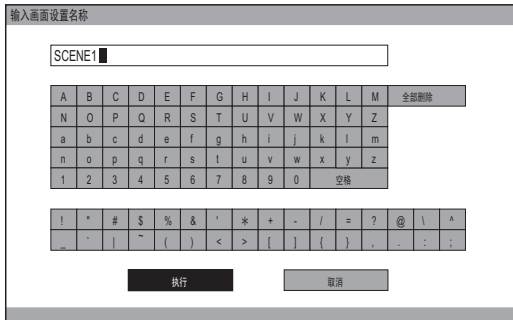 输入画面设置名称
SCENE1
A B C D E F G H I J K L M 全部删除
N O P Q R S T U V W X Y Z
a b c d e f g h i j k l m
n o p q r s t u v w x y z
1 2 3 4 5 6 7 8 9 0 空格
! " # $ % & ' * + - / = ? @ \ ^
_ ` | ~ ( ) < > [ ] { } , . : ;
执行 取消